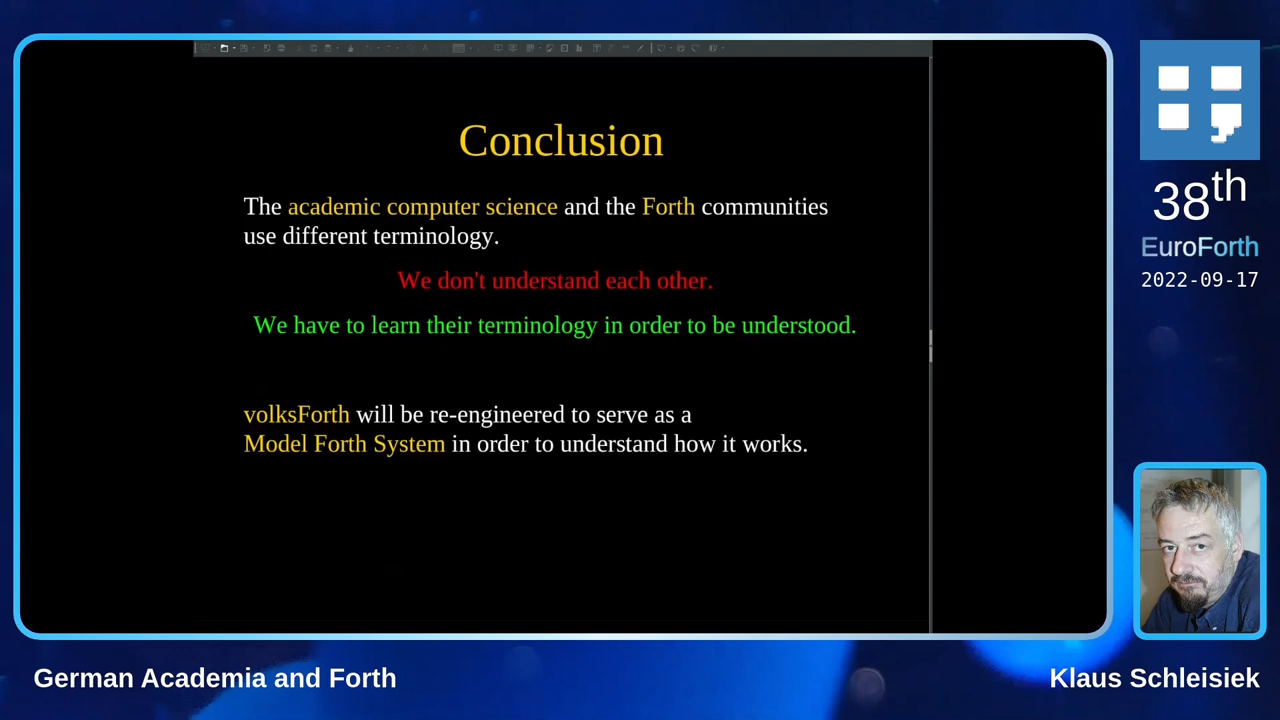 Conclusion
The academic computer science and the Forth communities
use different terminology.
We don't understand each other.
We have to learn their terminology in order to be understood.
volksForth will be re-engineered to serve as a
Model Forth System in order to understand how it works.
38th
EuroForth
2022-09-17
German Academia and Forth
Klaus Schleisiek